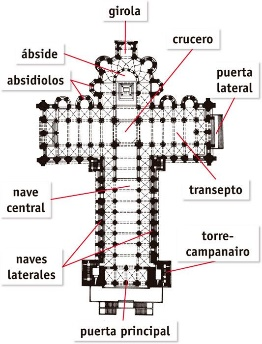 girola
crucero
ábside
absidiolos
puerta
lateral
nave
central
transepto
naves
laterales
torre-
campanairo
puerta principal